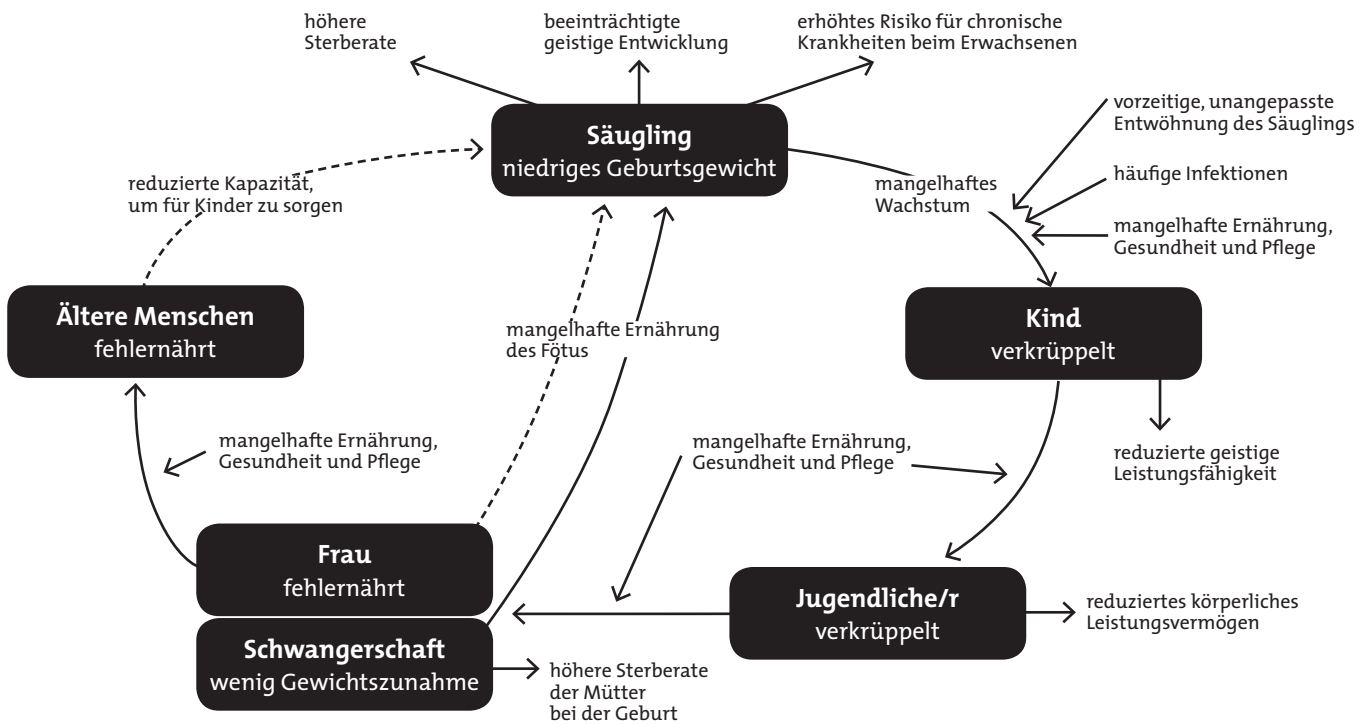 höhere
Sterberate
beeinträchtigte
geistige Entwicklung
erhöhtes Risiko für chronische
Krankheiten beim Erwachsenen
Säugling
niedriges Geburtsgewicht
vorzeitige, unangepasste
Entwöhnung des Säuglings
häufige Infektionen
mangelhafte Ernährung,
Gesundheit und Pflege
mangelhaftes
Wachstum
reduzierte Kapazität,
um für Kinder zu sorgen
Ältere Menschen
fehlernährt
mangelhafte Ernährung
des Fötus
Kind
verkrüppelt
mangelhafte Ernährung,
Gesundheit und Pflege
mangelhafte Ernährung,
Gesundheit und Pflege
reduzierte geistige
Leistungsfähigkeit
Frau
fehlernährt
Schwangerschaft
wenig Gewichtszunahme
höhere Sterberate
der Mütter
bei der Geburt
Jugendliche/r
verkrüppelt
reduziertes körperliches
Leistungsvermögen